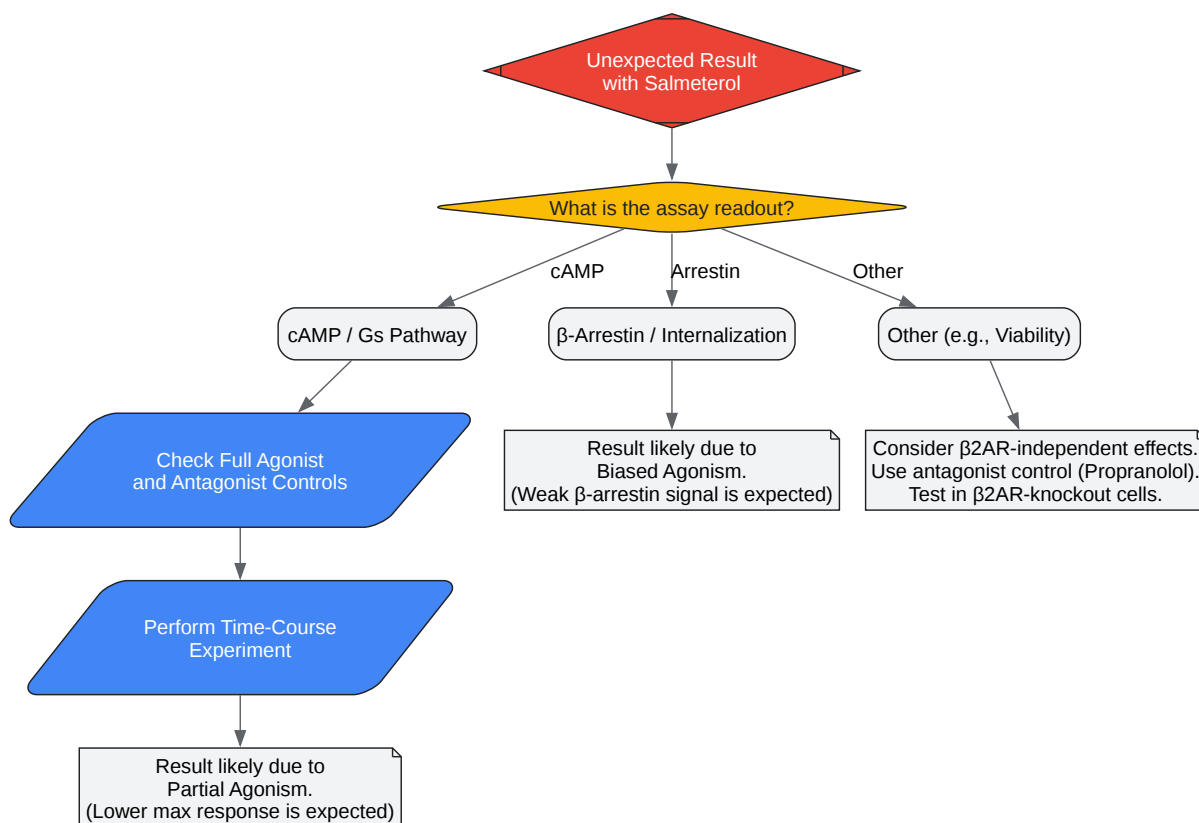 Unexpected Result
with Salmeterol
What is the assay readout?
cAMP
Arrestin
Other
cAMP / Gs Pathway
β-Arrestin / Internalization
Other (e.g., Viability)
Check Full Agonist
and Antagonist Controls
Result likely due to
Biased Agonism.
(Weak β-arrestin signal is expected)
Consider β2AR-independent effects.
Use antagonist control (Propranolol).
Test in β2AR-knockout cells.
Perform Time-Course
Experiment
Result likely due to
Partial Agonism.
(Lower max response is expected)